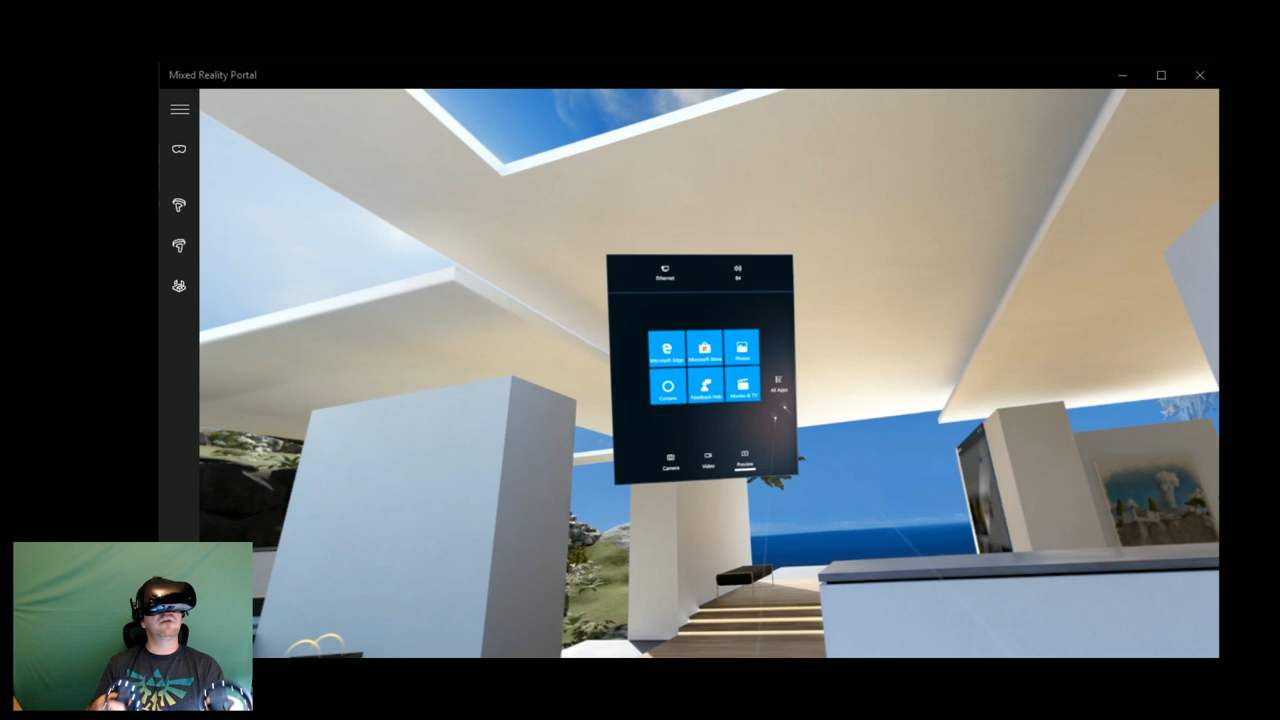 Mixed Reality Portal
Ethernet 84
Microsoft Edge Microsoft Store Photos
Cortana Feedback Hub Movies & TV
All Apps
Camera Video Preview